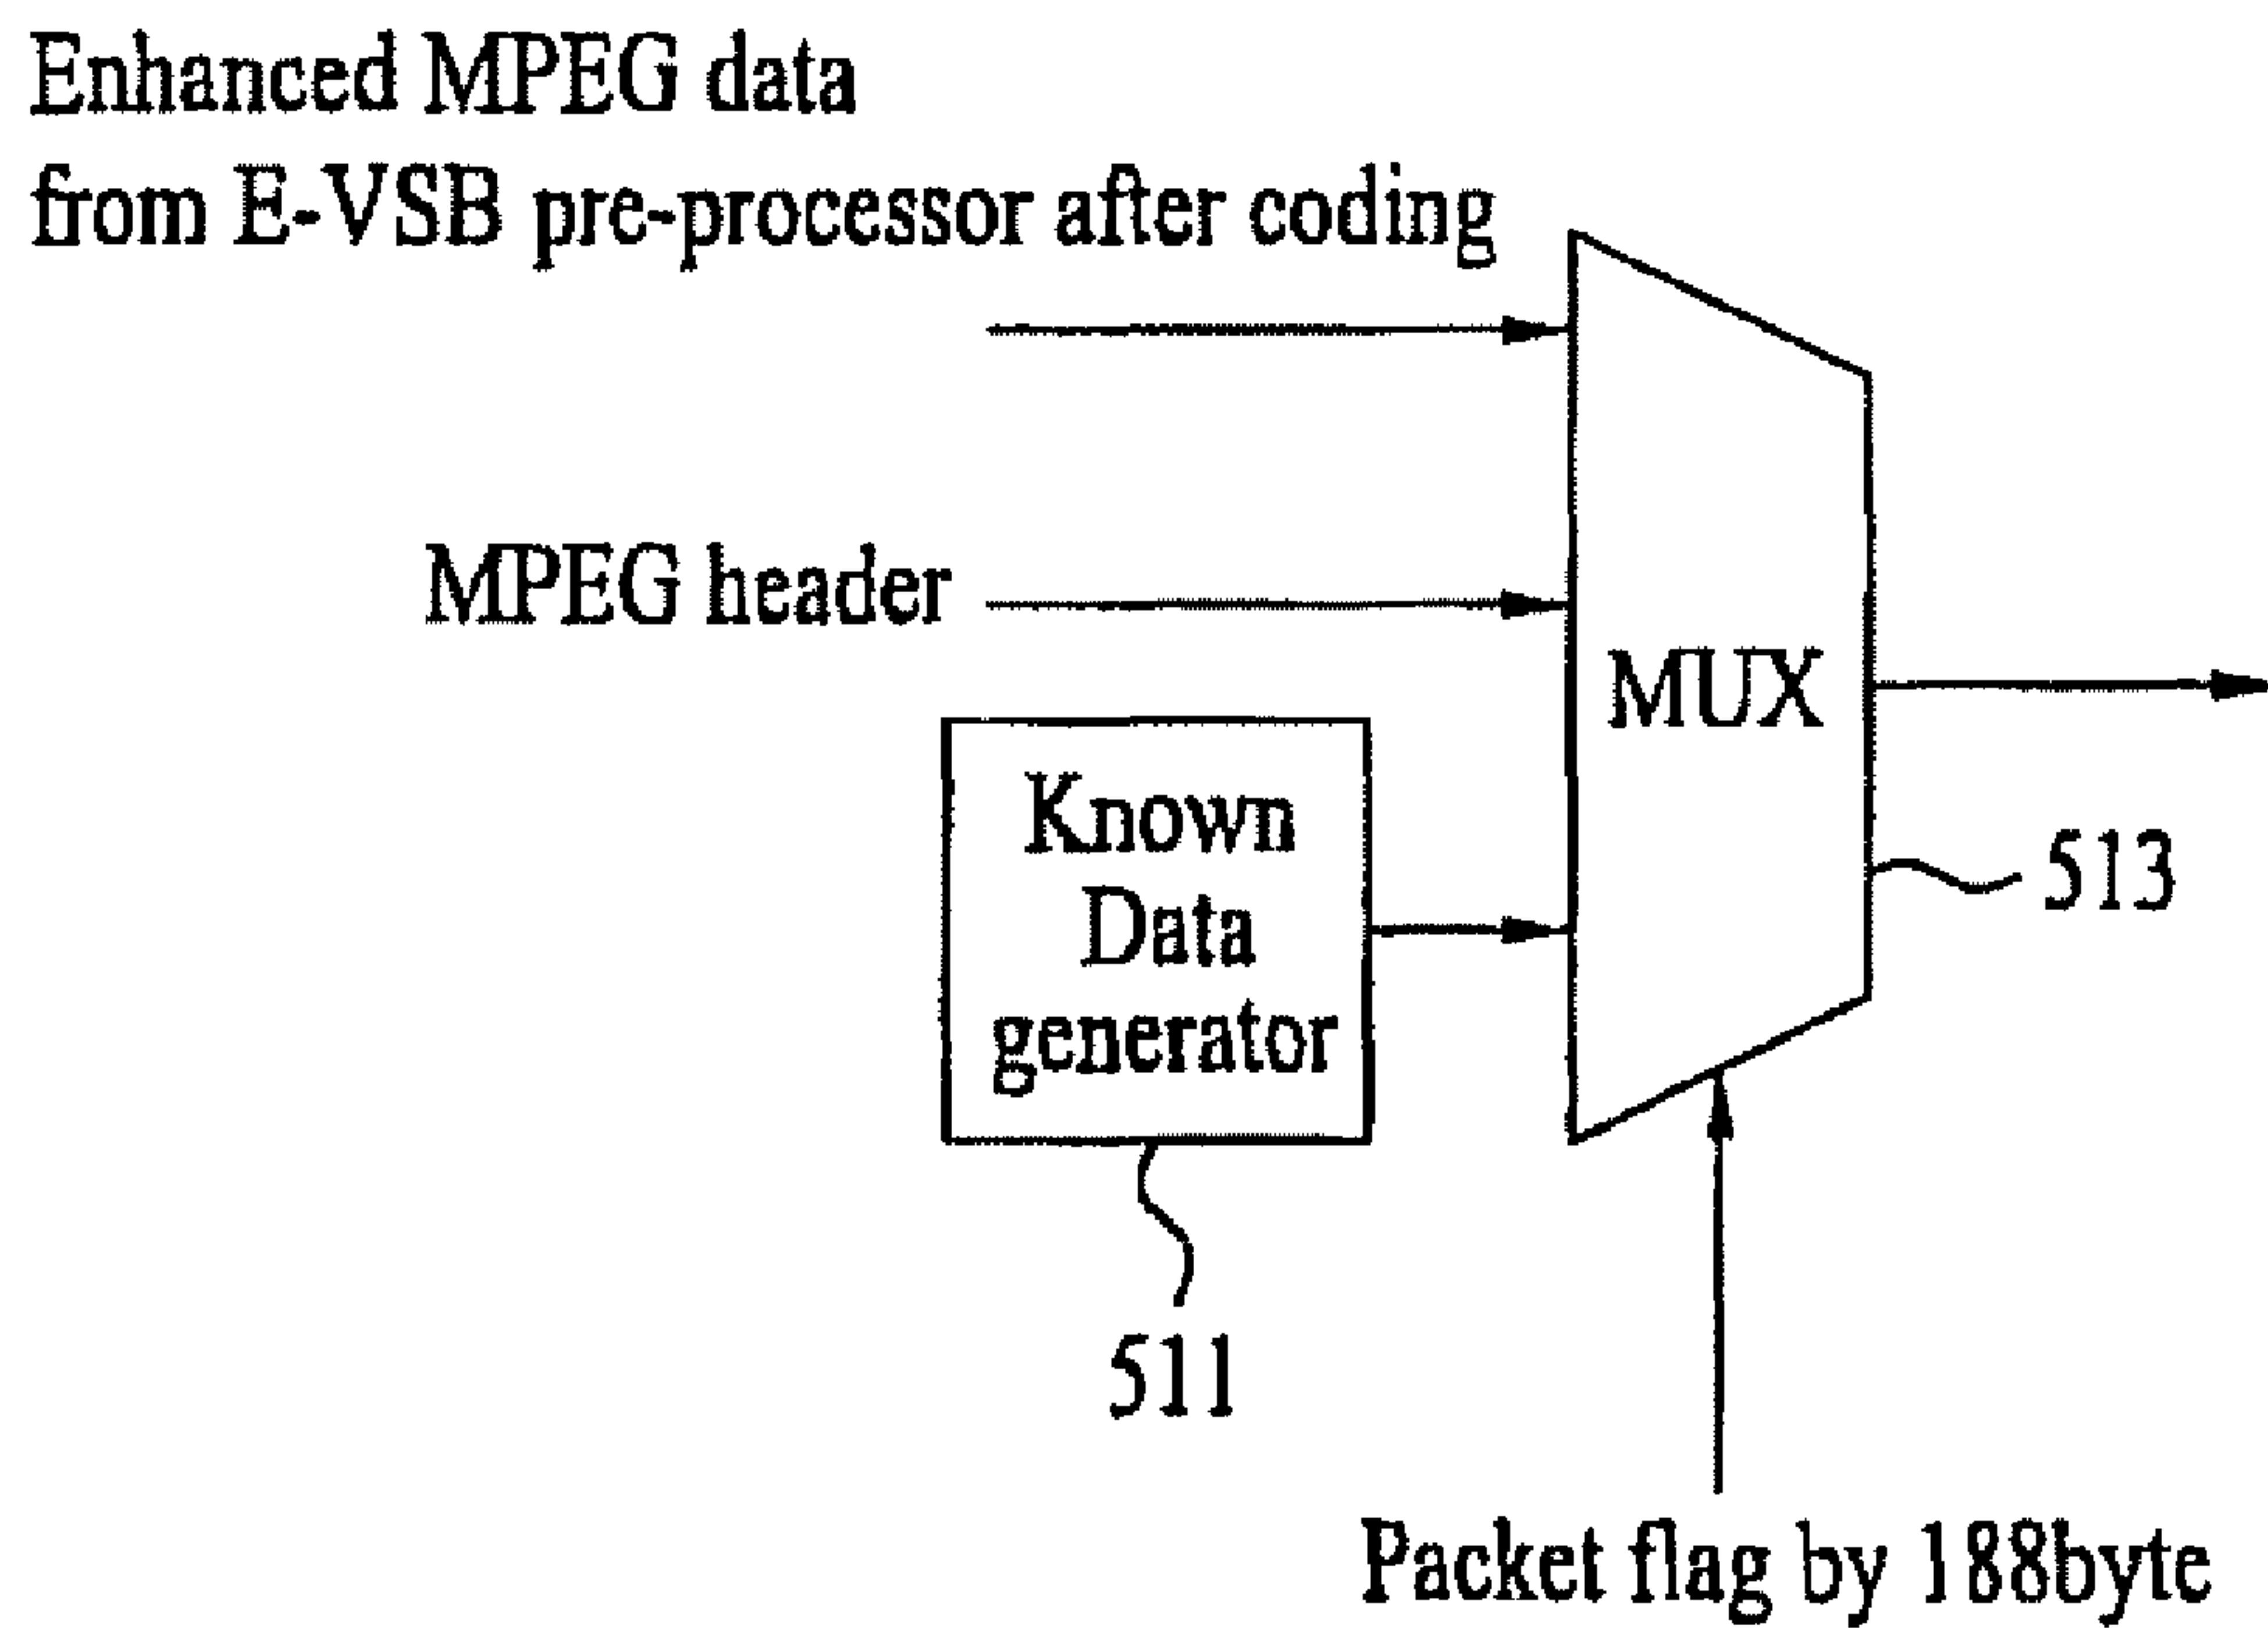 Enhanced MPEG data
from E-VSB pre-processor after coding
MPEG header
MUX
Known
Data
generator
513
511
Packet flag by 188byte